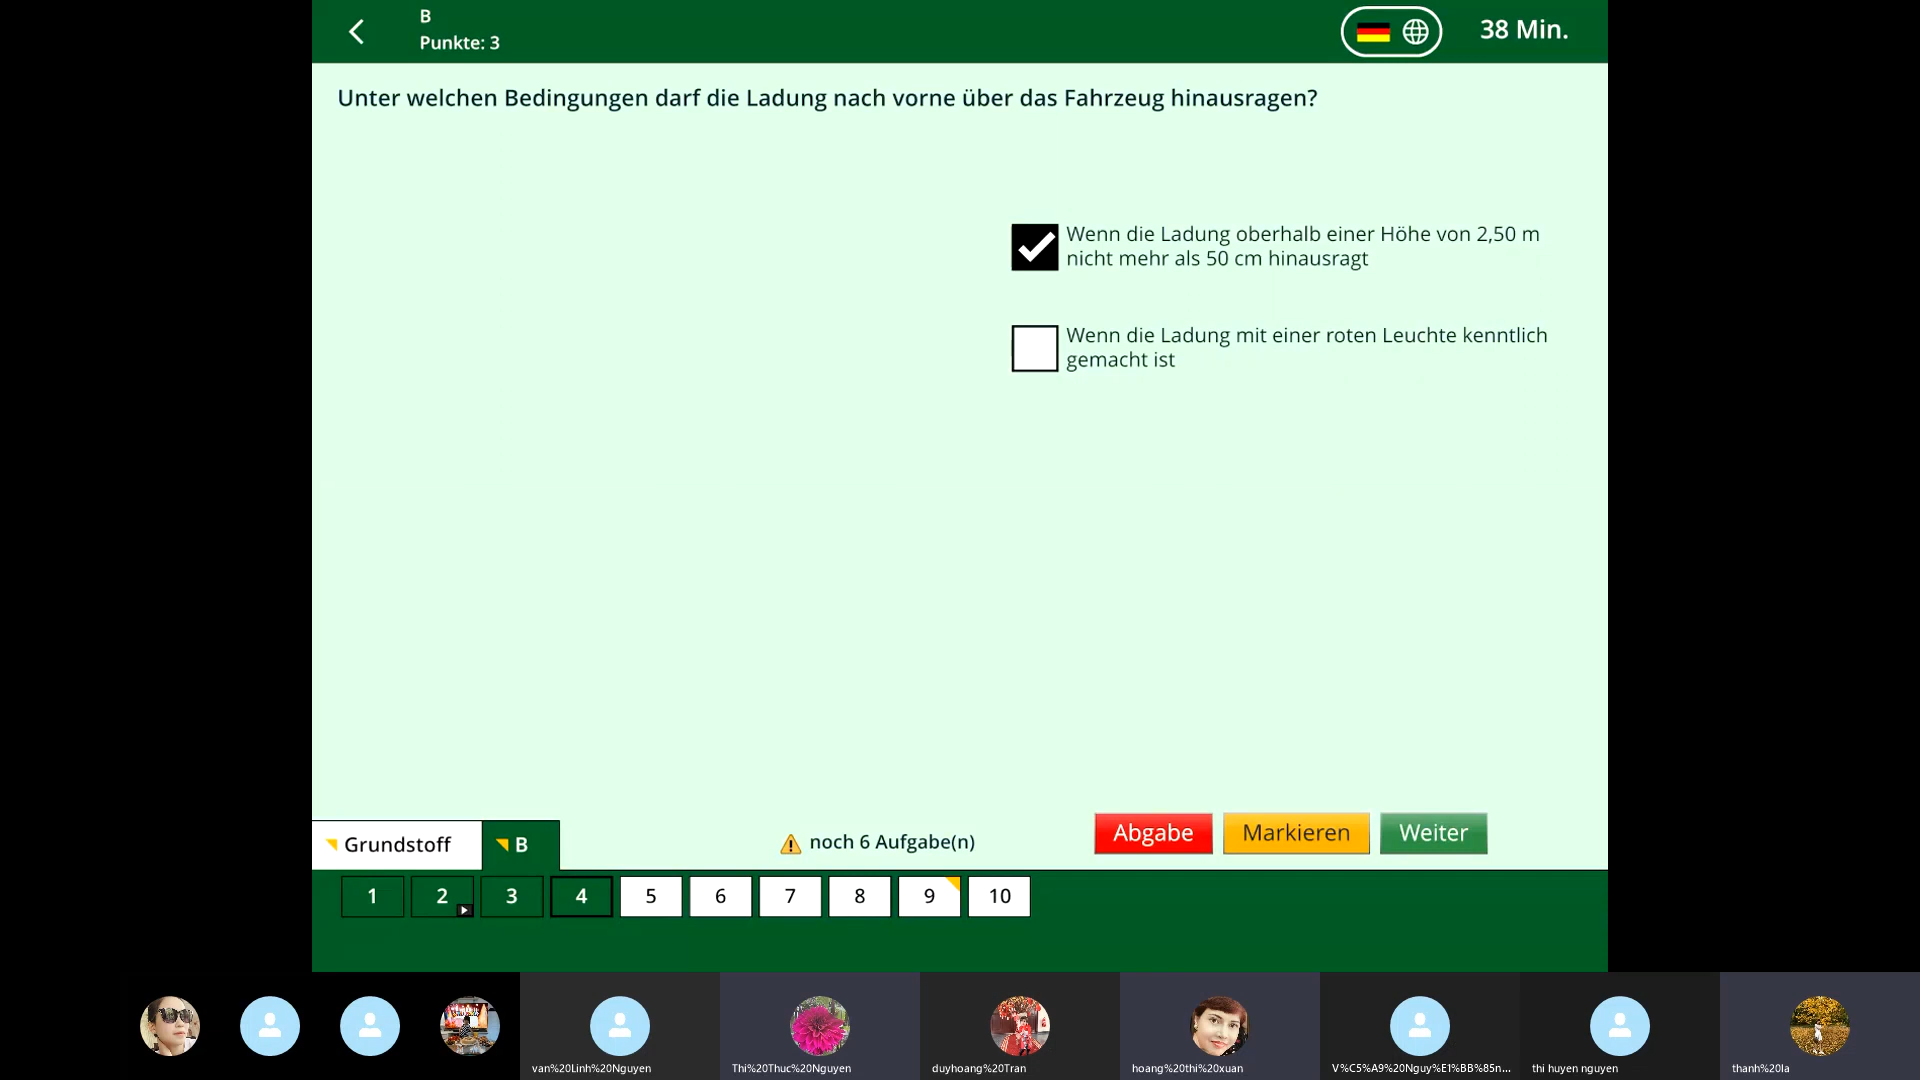 B
Punkte: 3
38 Min.
Unter welchen Bedingungen darf die Ladung nach vorne über das Fahrzeug hinausragen?
Wenn die Ladung oberhalb einer Höhe von 2,50 m
nicht mehr als 50 cm hinausragt
Wenn die Ladung mit einer roten Leuchte kenntlich
gemacht ist
Grundstoff
B
noch 6 Aufgabe(n)
Abgabe
Markieren
Weiter
1 2 3 4 5 6 7 8 9 10
van%20Linh%20Nguyen
Thi%20Thuc%20Nguyen
duyhoang%20Tran
hoang%20thi%20xuan
V%C5%A9%20Nguy%E1%BB%85n...
thi huyen nguyen
thanh%20la